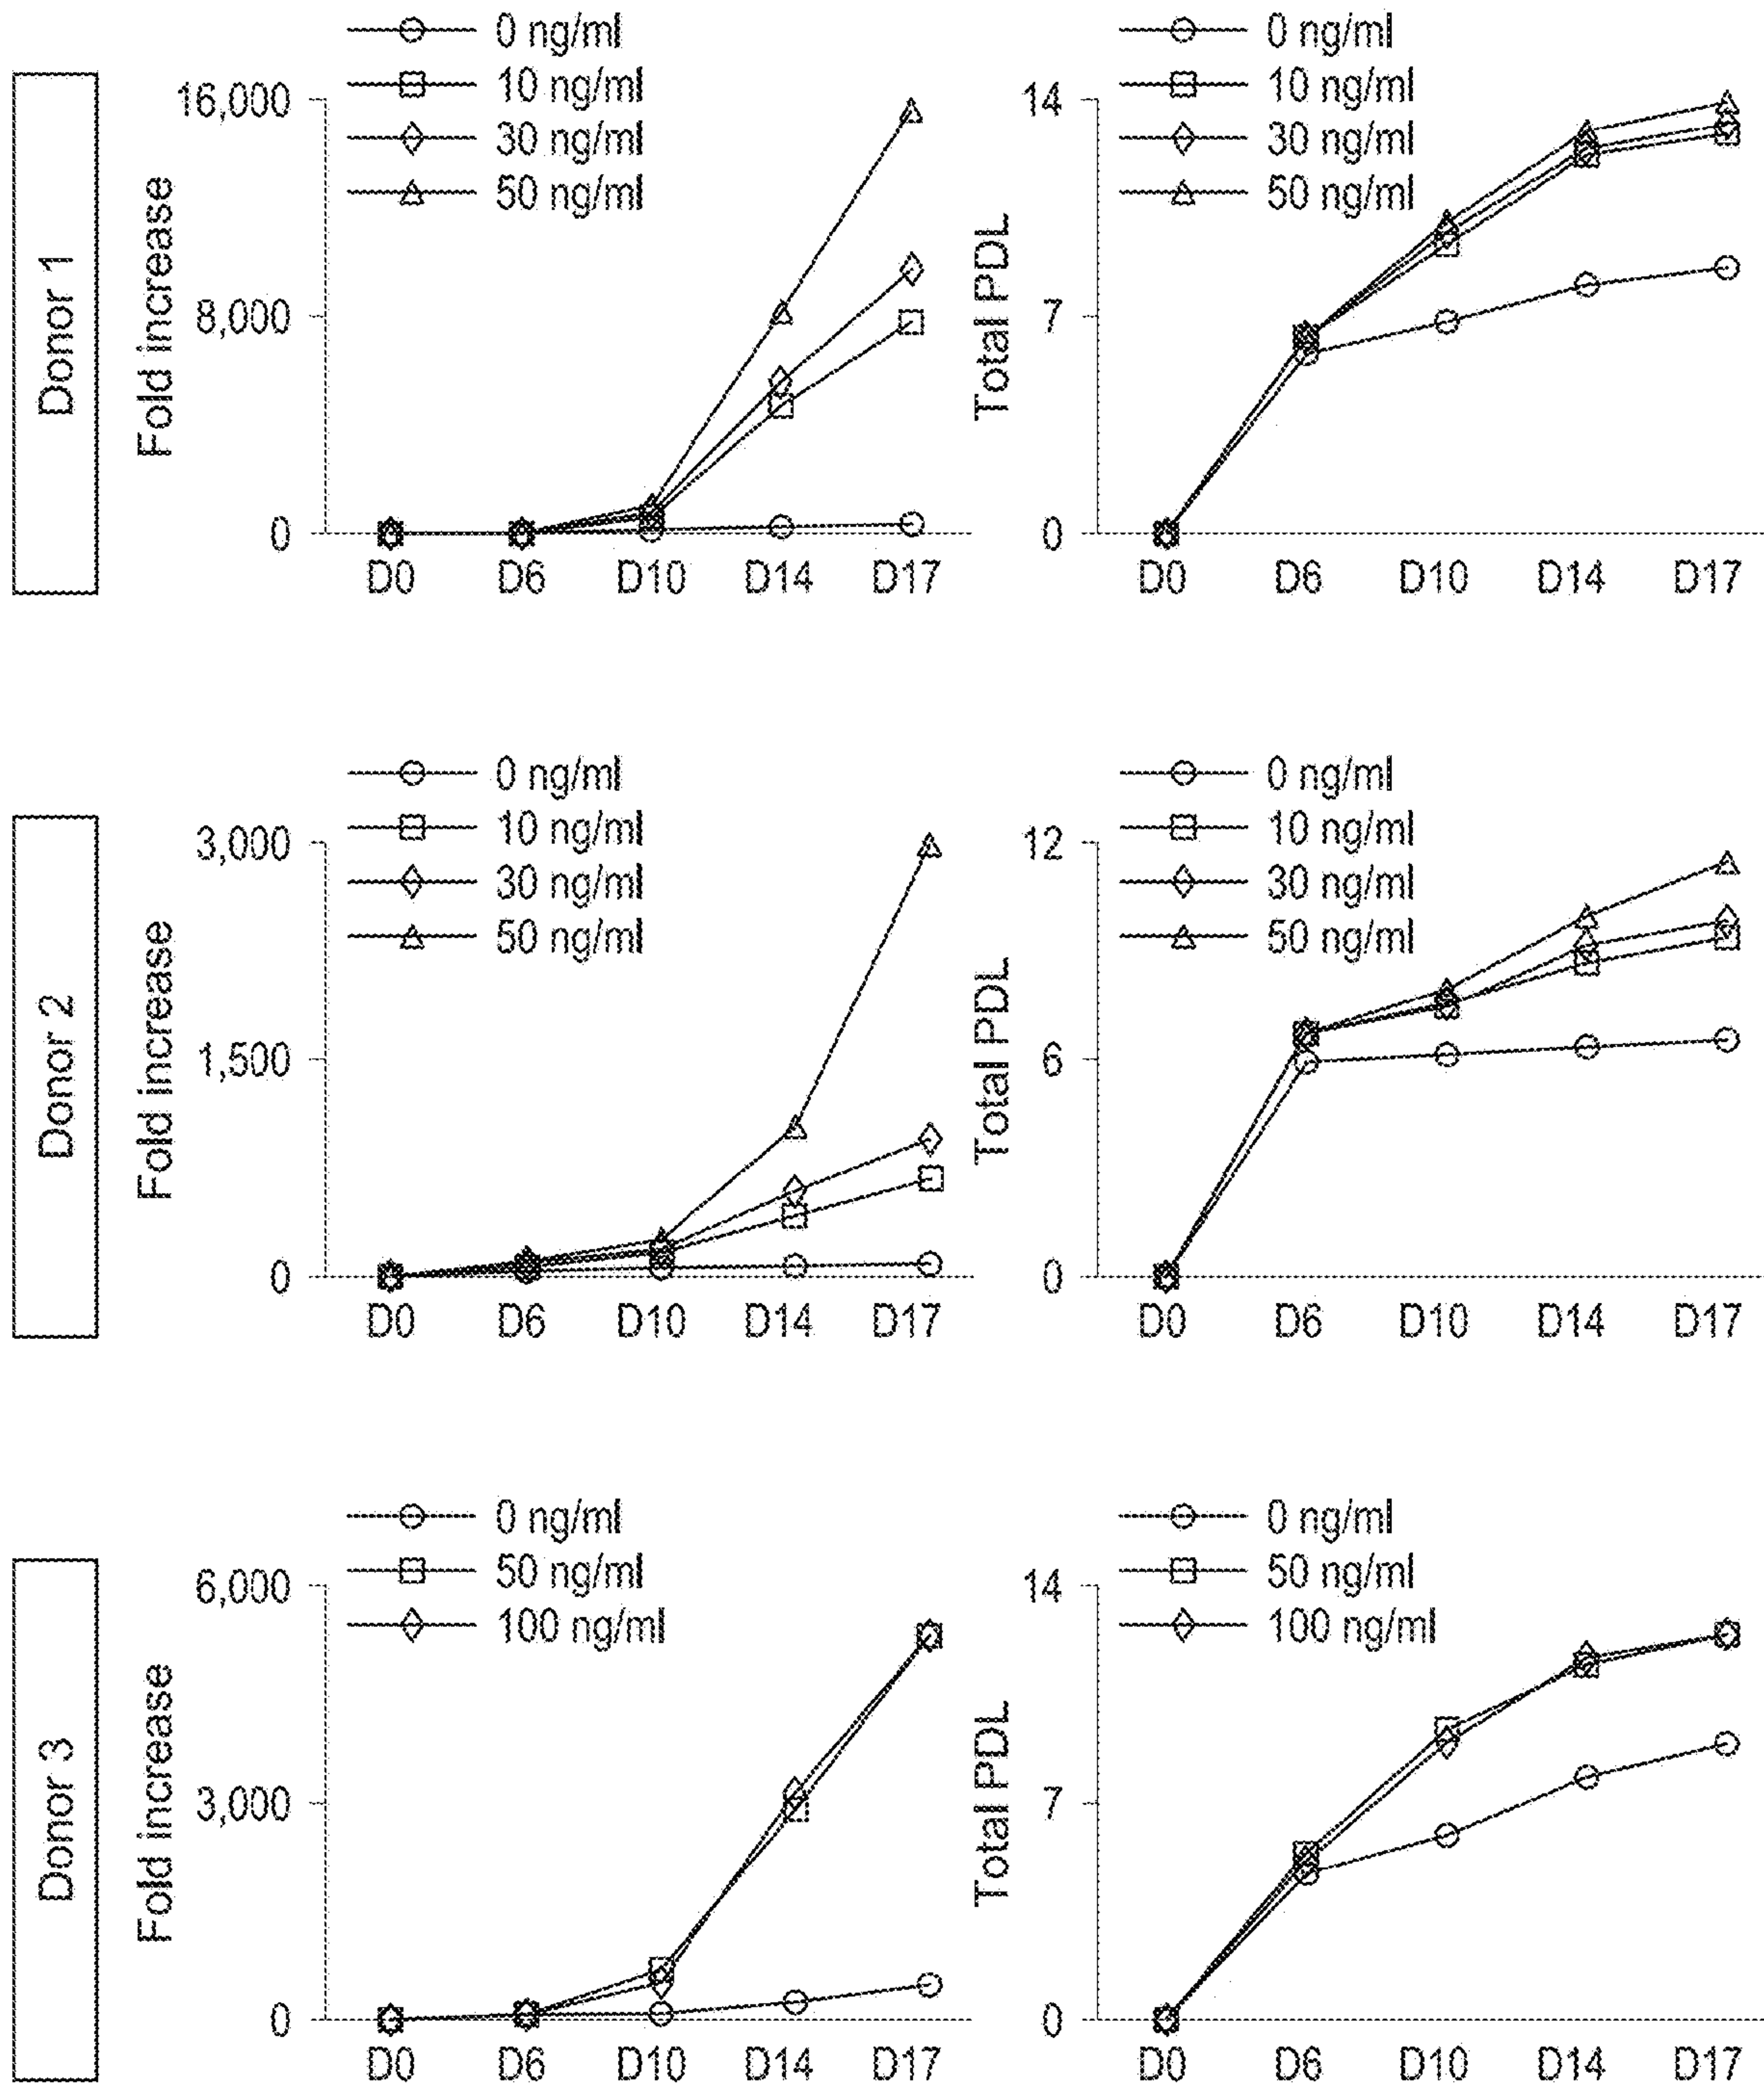 Donor 1
Fold increase
0 ng/ml
10 ng/ml
30 ng/ml
50 ng/ml
16,000
8,000
0
D0 D6 D10 D14 D17
Total PDL
0 ng/ml
10 ng/ml
30 ng/ml
50 ng/ml
14
7
0
D0 D6 D10 D14 D17
Donor 2
Fold increase
0 ng/ml
10 ng/ml
30 ng/ml
50 ng/ml
3,000
1,500
0
D0 D6 D10 D14 D17
Total PDL
0 ng/ml
10 ng/ml
30 ng/ml
50 ng/ml
12
6
0
D0 D6 D10 D14 D17
Donor 3
Fold increase
0 ng/ml
50 ng/ml
100 ng/ml
6,000
3,000
0
D0 D6 D10 D14 D17
Total PDL
0 ng/ml
50 ng/ml
100 ng/ml
14
7
0
D0 D6 D10 D14 D17